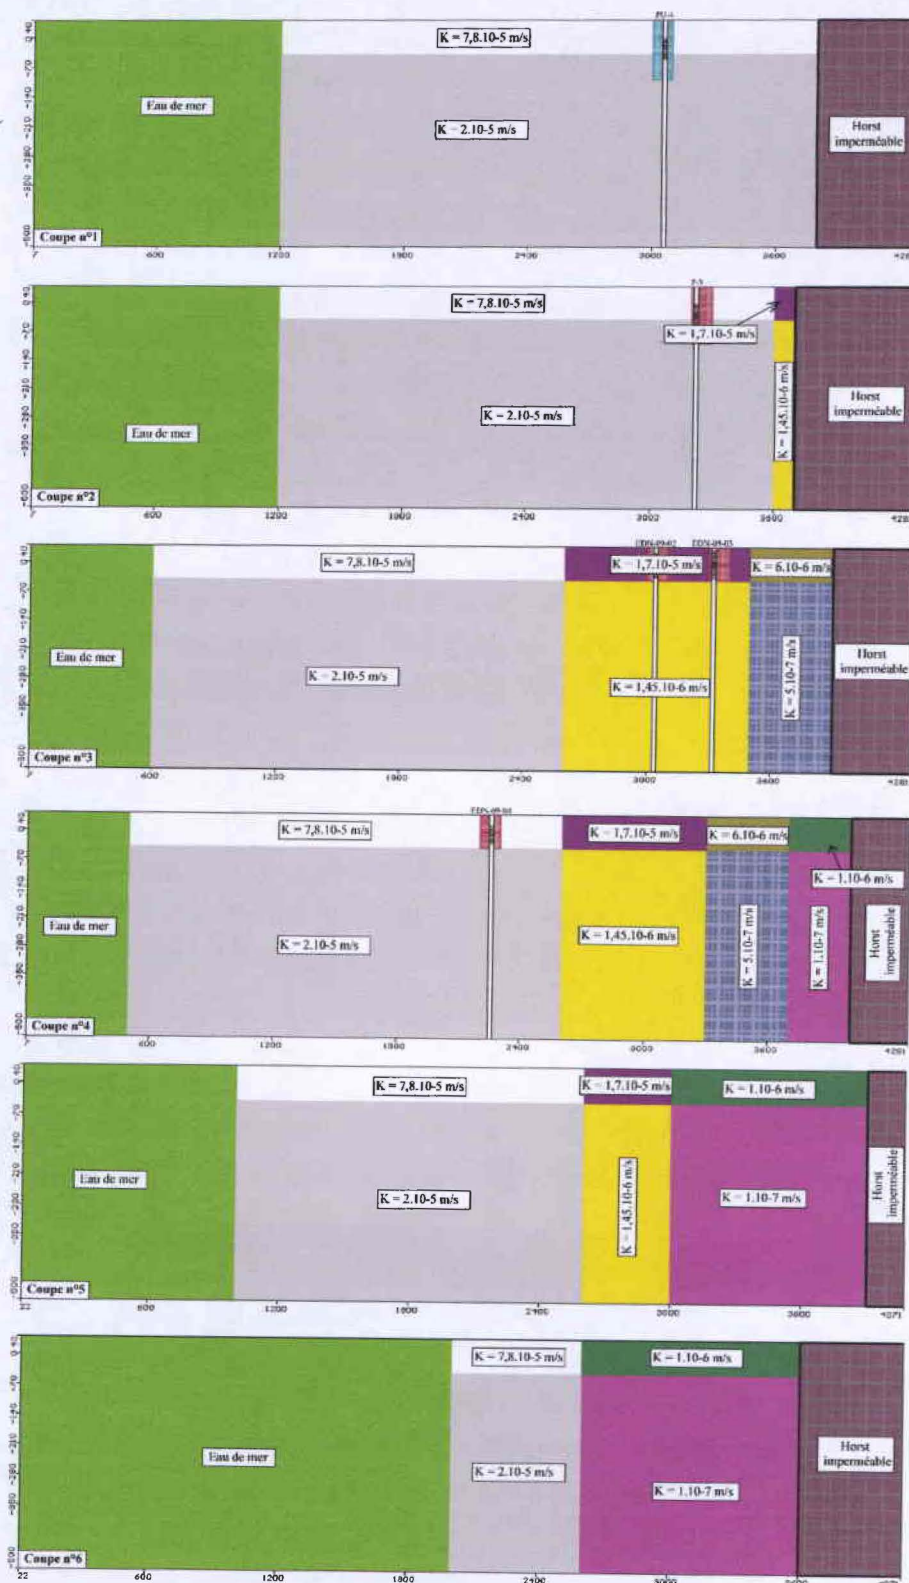 K = 7,8.10-5 m/s
Eau de mer
K = 2.10-5 m/s
Horst
imperméable
Coupe n°1
600
1200
1800
2400
3000
3600
K = 7,8.10-5 m/s
K = 1,7.10-5 m/s
K = 1,45.10-6 m/s
Eau de mer
K = 2.10-5 m/s
Horst
imperméable
Coupe n°2
600
1200
1800
2400
3000
3600
K = 7,8.10-5 m/s
K = 1,7.10-5 m/s
K = 6.10-6 m/s
Eau de mer
K = 2.10-5 m/s
K = 1,45.10-6 m/s
K = 5.10-7 m/s
Horst
imperméable
Coupe n°3
600
1200
1800
2400
3000
3600
K = 7,8.10-5 m/s
K = 1,7.10-5 m/s
K = 6.10-6 m/s
K = 1.10-6 m/s
Eau de mer
K = 2.10-5 m/s
K = 1,45.10-6 m/s
K = 5.10-7 m/s
K = 1.10-7 m/s
Horst
imperméable
Coupe n°4
600
1200
1800
2400
3000
3600
K = 7,8.10-5 m/s
K = 1,7.10-5 m/s
K = 1.10-6 m/s
Eau de mer
K = 2.10-5 m/s
K = 1,45.10-6 m/s
K = 1.10-7 m/s
Horst
imperméable
Coupe n°5
22
600
1200
1800
2400
3000
3600
4271
K = 7,8.10-5 m/s
K = 1.10-6 m/s
Eau de mer
K = 2.10-5 m/s
K = 1.10-7 m/s
Horst
imperméable
Coupe n°6
22
600
1200
1800
2400
3000